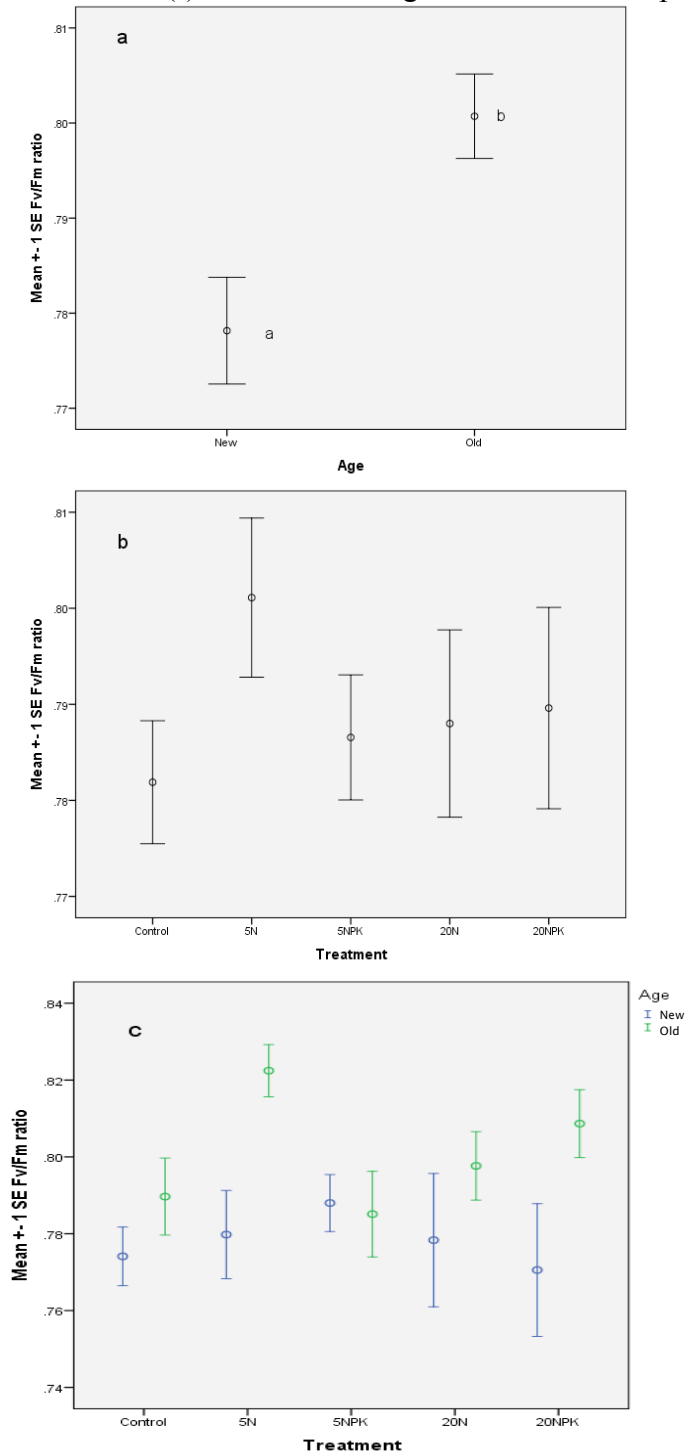 a
.81
.80
.79
.78
.77
Mean +- 1 SE Fv/Fm ratio
a
b
New Old
Age
b
.81
.80
.79
.78
.77
Mean +- 1 SE Fv/Fm ratio
Control 5N 5NPK 20N 20NPK
Treatment
c
.84
.82
.80
.78
.76
.74
Mean +- 1 SE Fv/Fm ratio
Age
New
Old
Control 5N 5NPK 20N 20NPK
Treatment